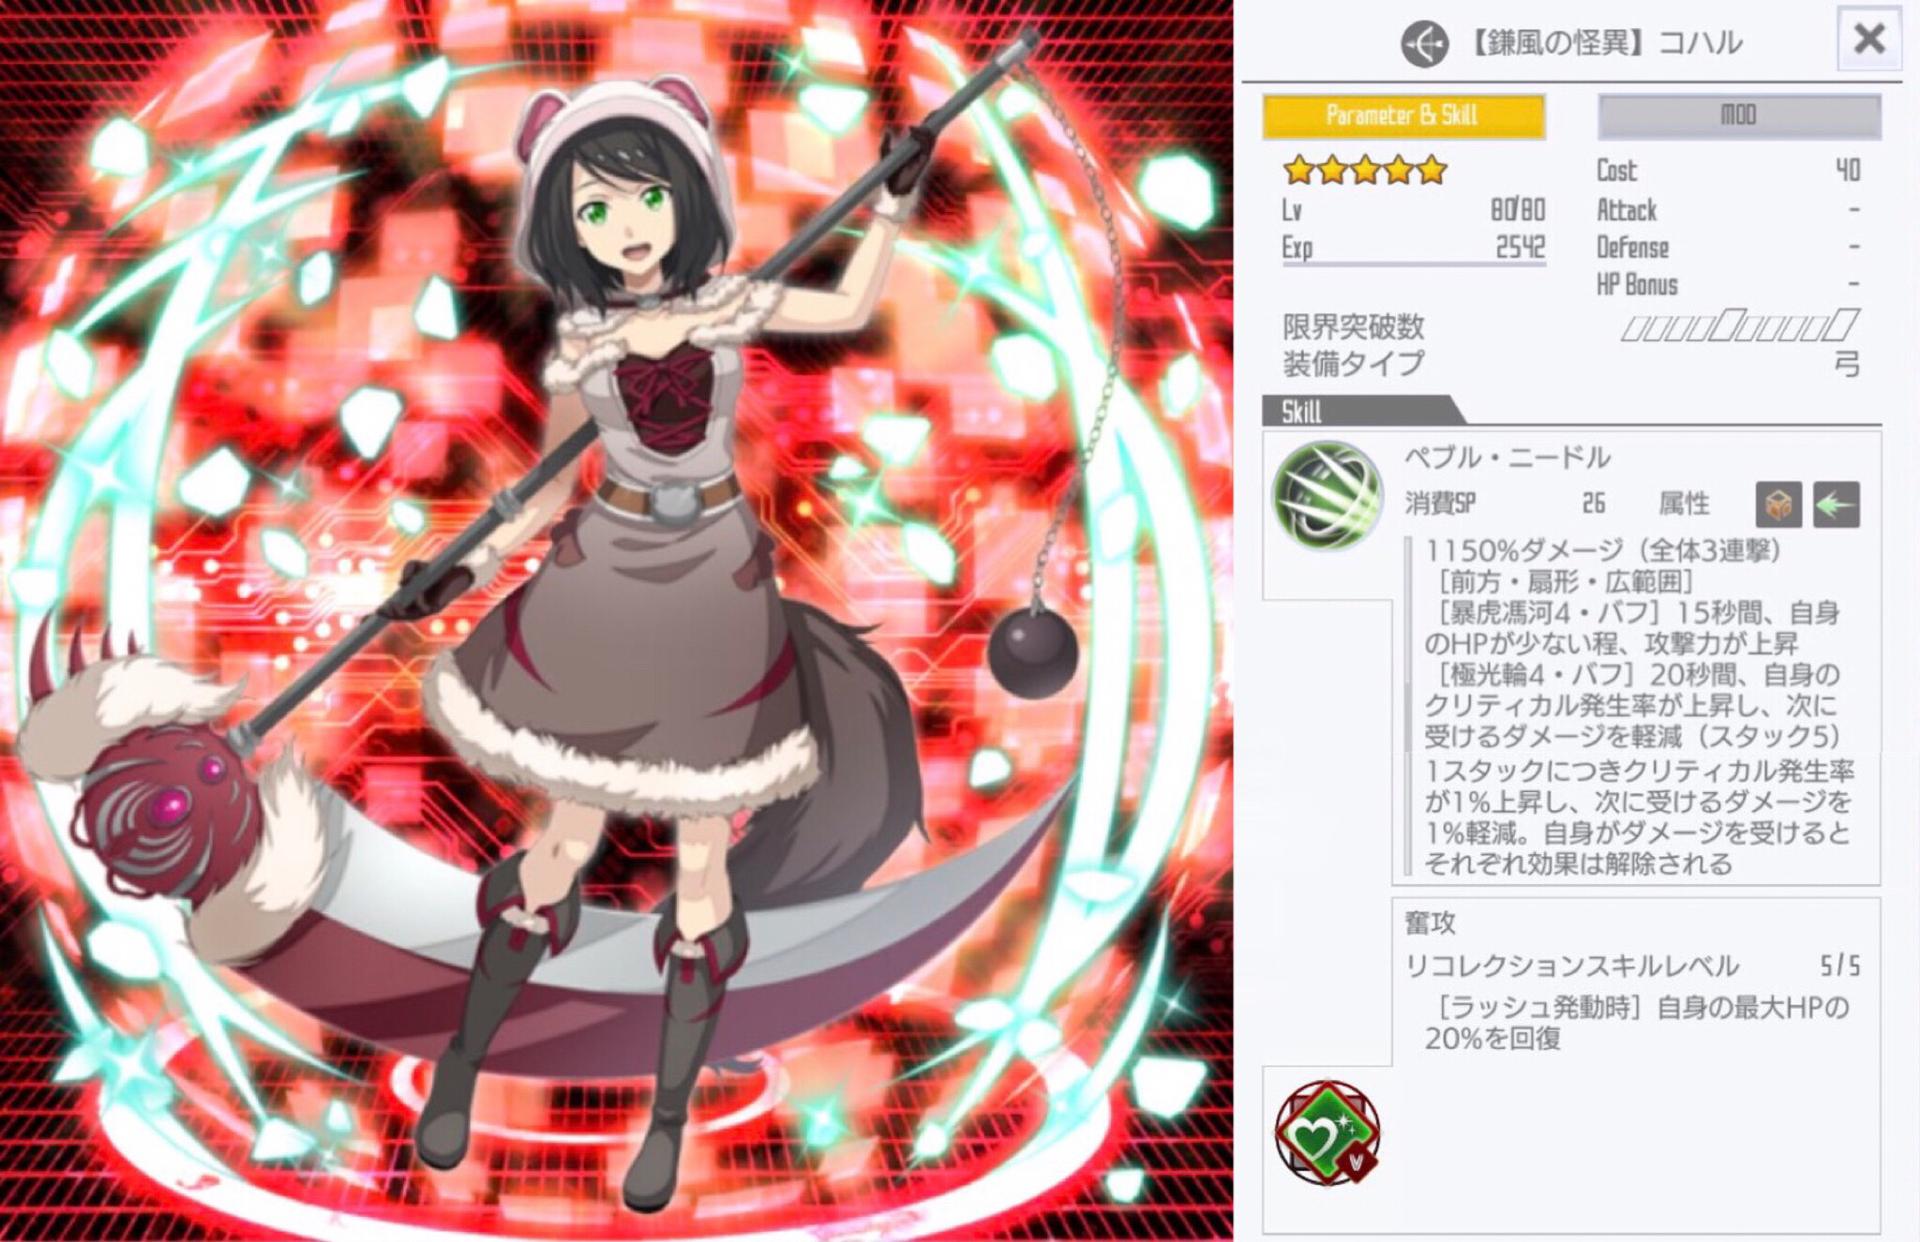 【鎌風の怪異】コハル
Parameter & Skill
MOD
Lv 80/80
Exp 2542
Cost 40
Attack -
Defense -
HP Bonus -
限界突破数
装備タイプ 弓
Skill
ペブル・ニードル
消費SP 26 属性
1150%ダメージ（全体3連撃）
［前方・扇形・広範囲］
［暴虎馮河4・バフ］15秒間、自身
のHPが少ない程、攻撃力が上昇
［極光輪4・バフ］20秒間、自身の
クリティカル発生率が上昇し、次に
受けるダメージを軽減（スタック5）
1スタックにつきクリティカル発生率
が1%上昇し、次に受けるダメージを
1%軽減。自身がダメージを受けると
それぞれ効果は解除される
奮攻
リコレクションスキルレベル 5/5
［ラッシュ発動時］自身の最大HPの
20%を回復
V